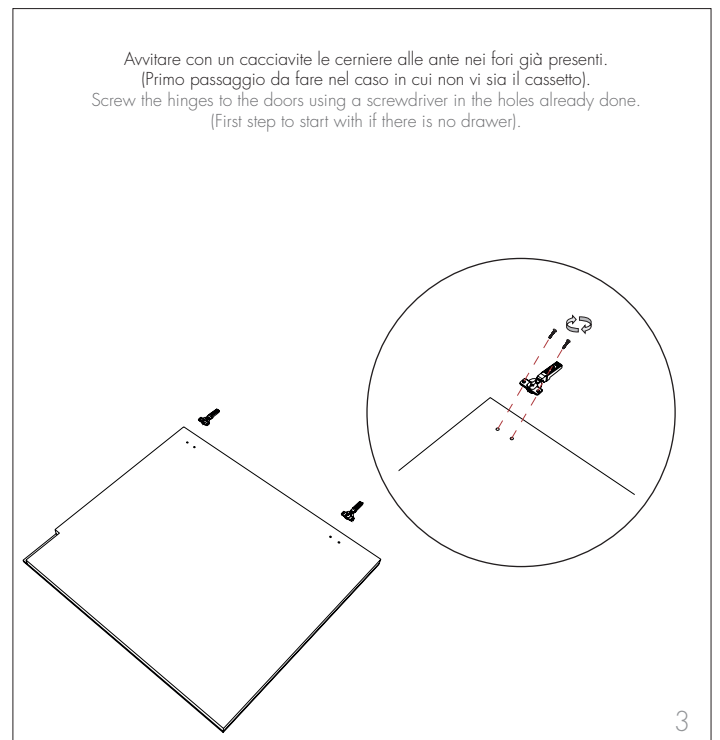 Avvitare con un cacciavite le cerniere alle ante nei fori già presenti.
(Primo passaggio da fare nel caso in cui non vi sia il cassetto).
Screw the hinges to the doors using a screwdriver in the holes already done.
(First step to start with if there is no drawer).
3